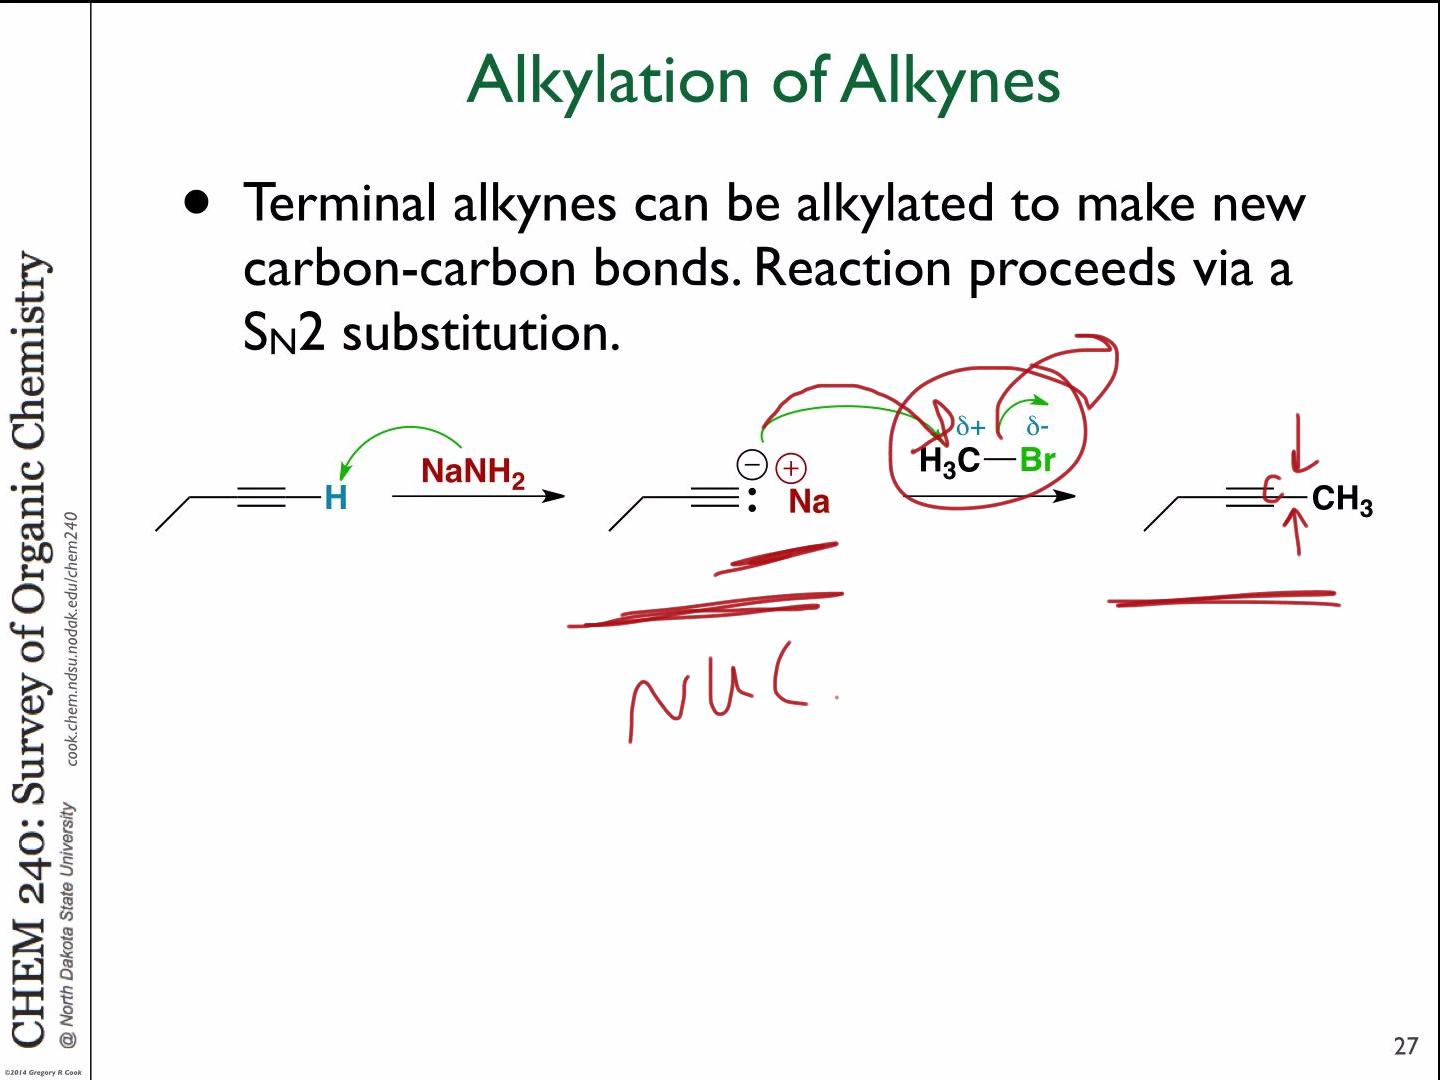 Alkylation of Alkynes
• Terminal alkynes can be alkylated to make new
carbon-carbon bonds. Reaction proceeds via a
SN2 substitution.
H
NaNH2
− +
: Na
δ+ δ-
H3C—Br
C
CH3
NUC.
CHEM 240: Survey of Organic Chemistry
@ North Dakota State University cook.chem.ndsu.nodak.edu/chem240
©2014 Gregory R Cook
27